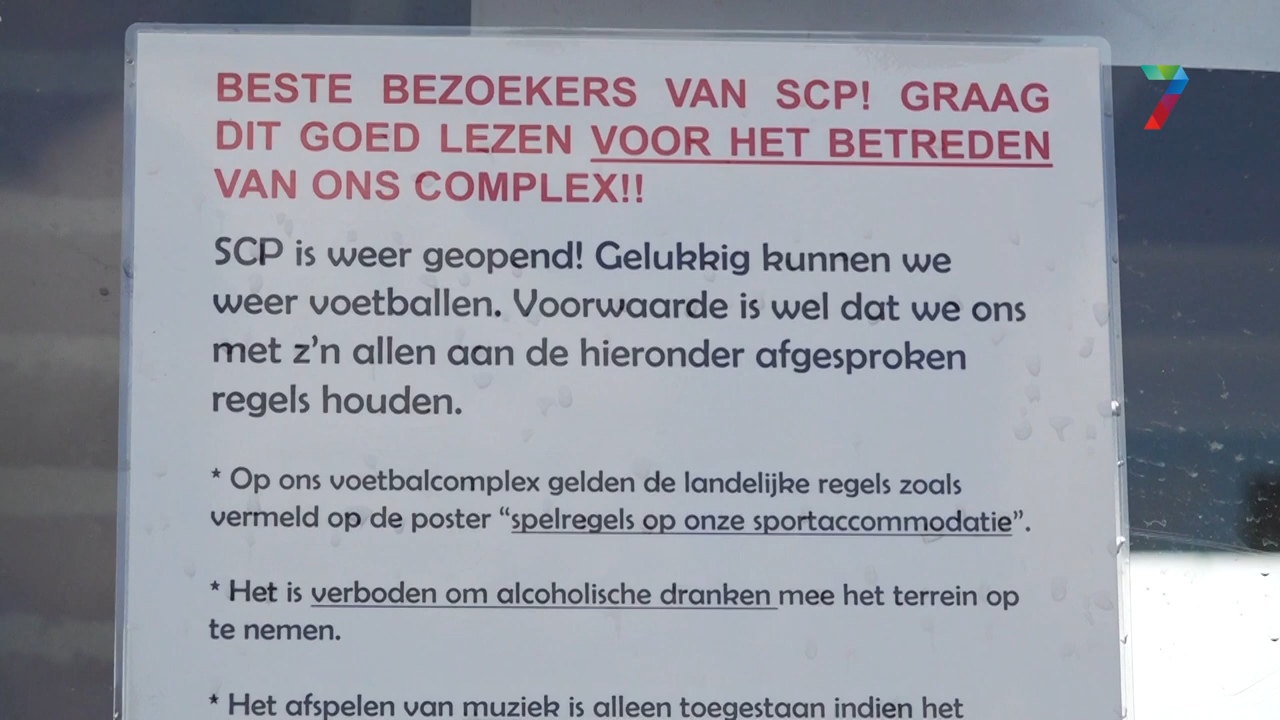 BESTE BEZOEKERS VAN SCP! GRAAG
DIT GOED LEZEN VOOR HET BETREDEN
VAN ONS COMPLEX!!
SCP is weer geopend! Gelukkig kunnen we
weer voetballen. Voorwaarde is wel dat we ons
met z'n allen aan de hieronder afgesproken
regels houden.
* Op ons voetbalcomplex gelden de landelijke regels zoals
vermeld op de poster “spelregels op onze sportaccommodatie”.
* Het is verboden om alcoholische dranken mee het terrein op
te nemen.
* Het afspelen van muziek is alleen toegestaan indien het
7